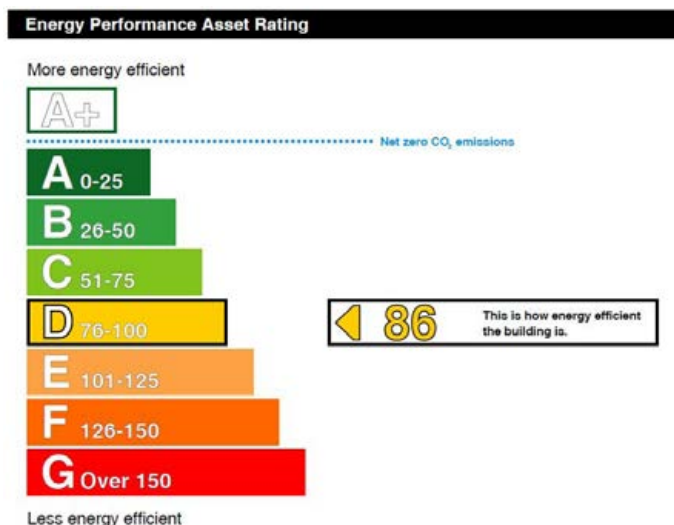 Energy Performance Asset Rating
More energy efficient
A+
Net zero CO₂ emissions
A 0-25
B 26-50
C 51-75
D 76-100
86
This is how energy efficient
the building is.
E 101-125
F 126-150
G Over 150
Less energy efficient